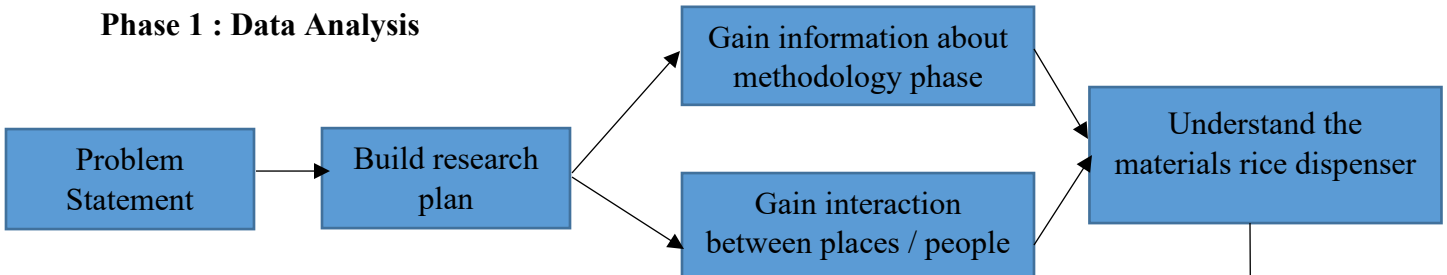 Phase 1 : Data Analysis
Gain information about
methodology phase
Problem
Statement
Build research
plan
Gain interaction
between places / people
Understand the
materials rice dispenser